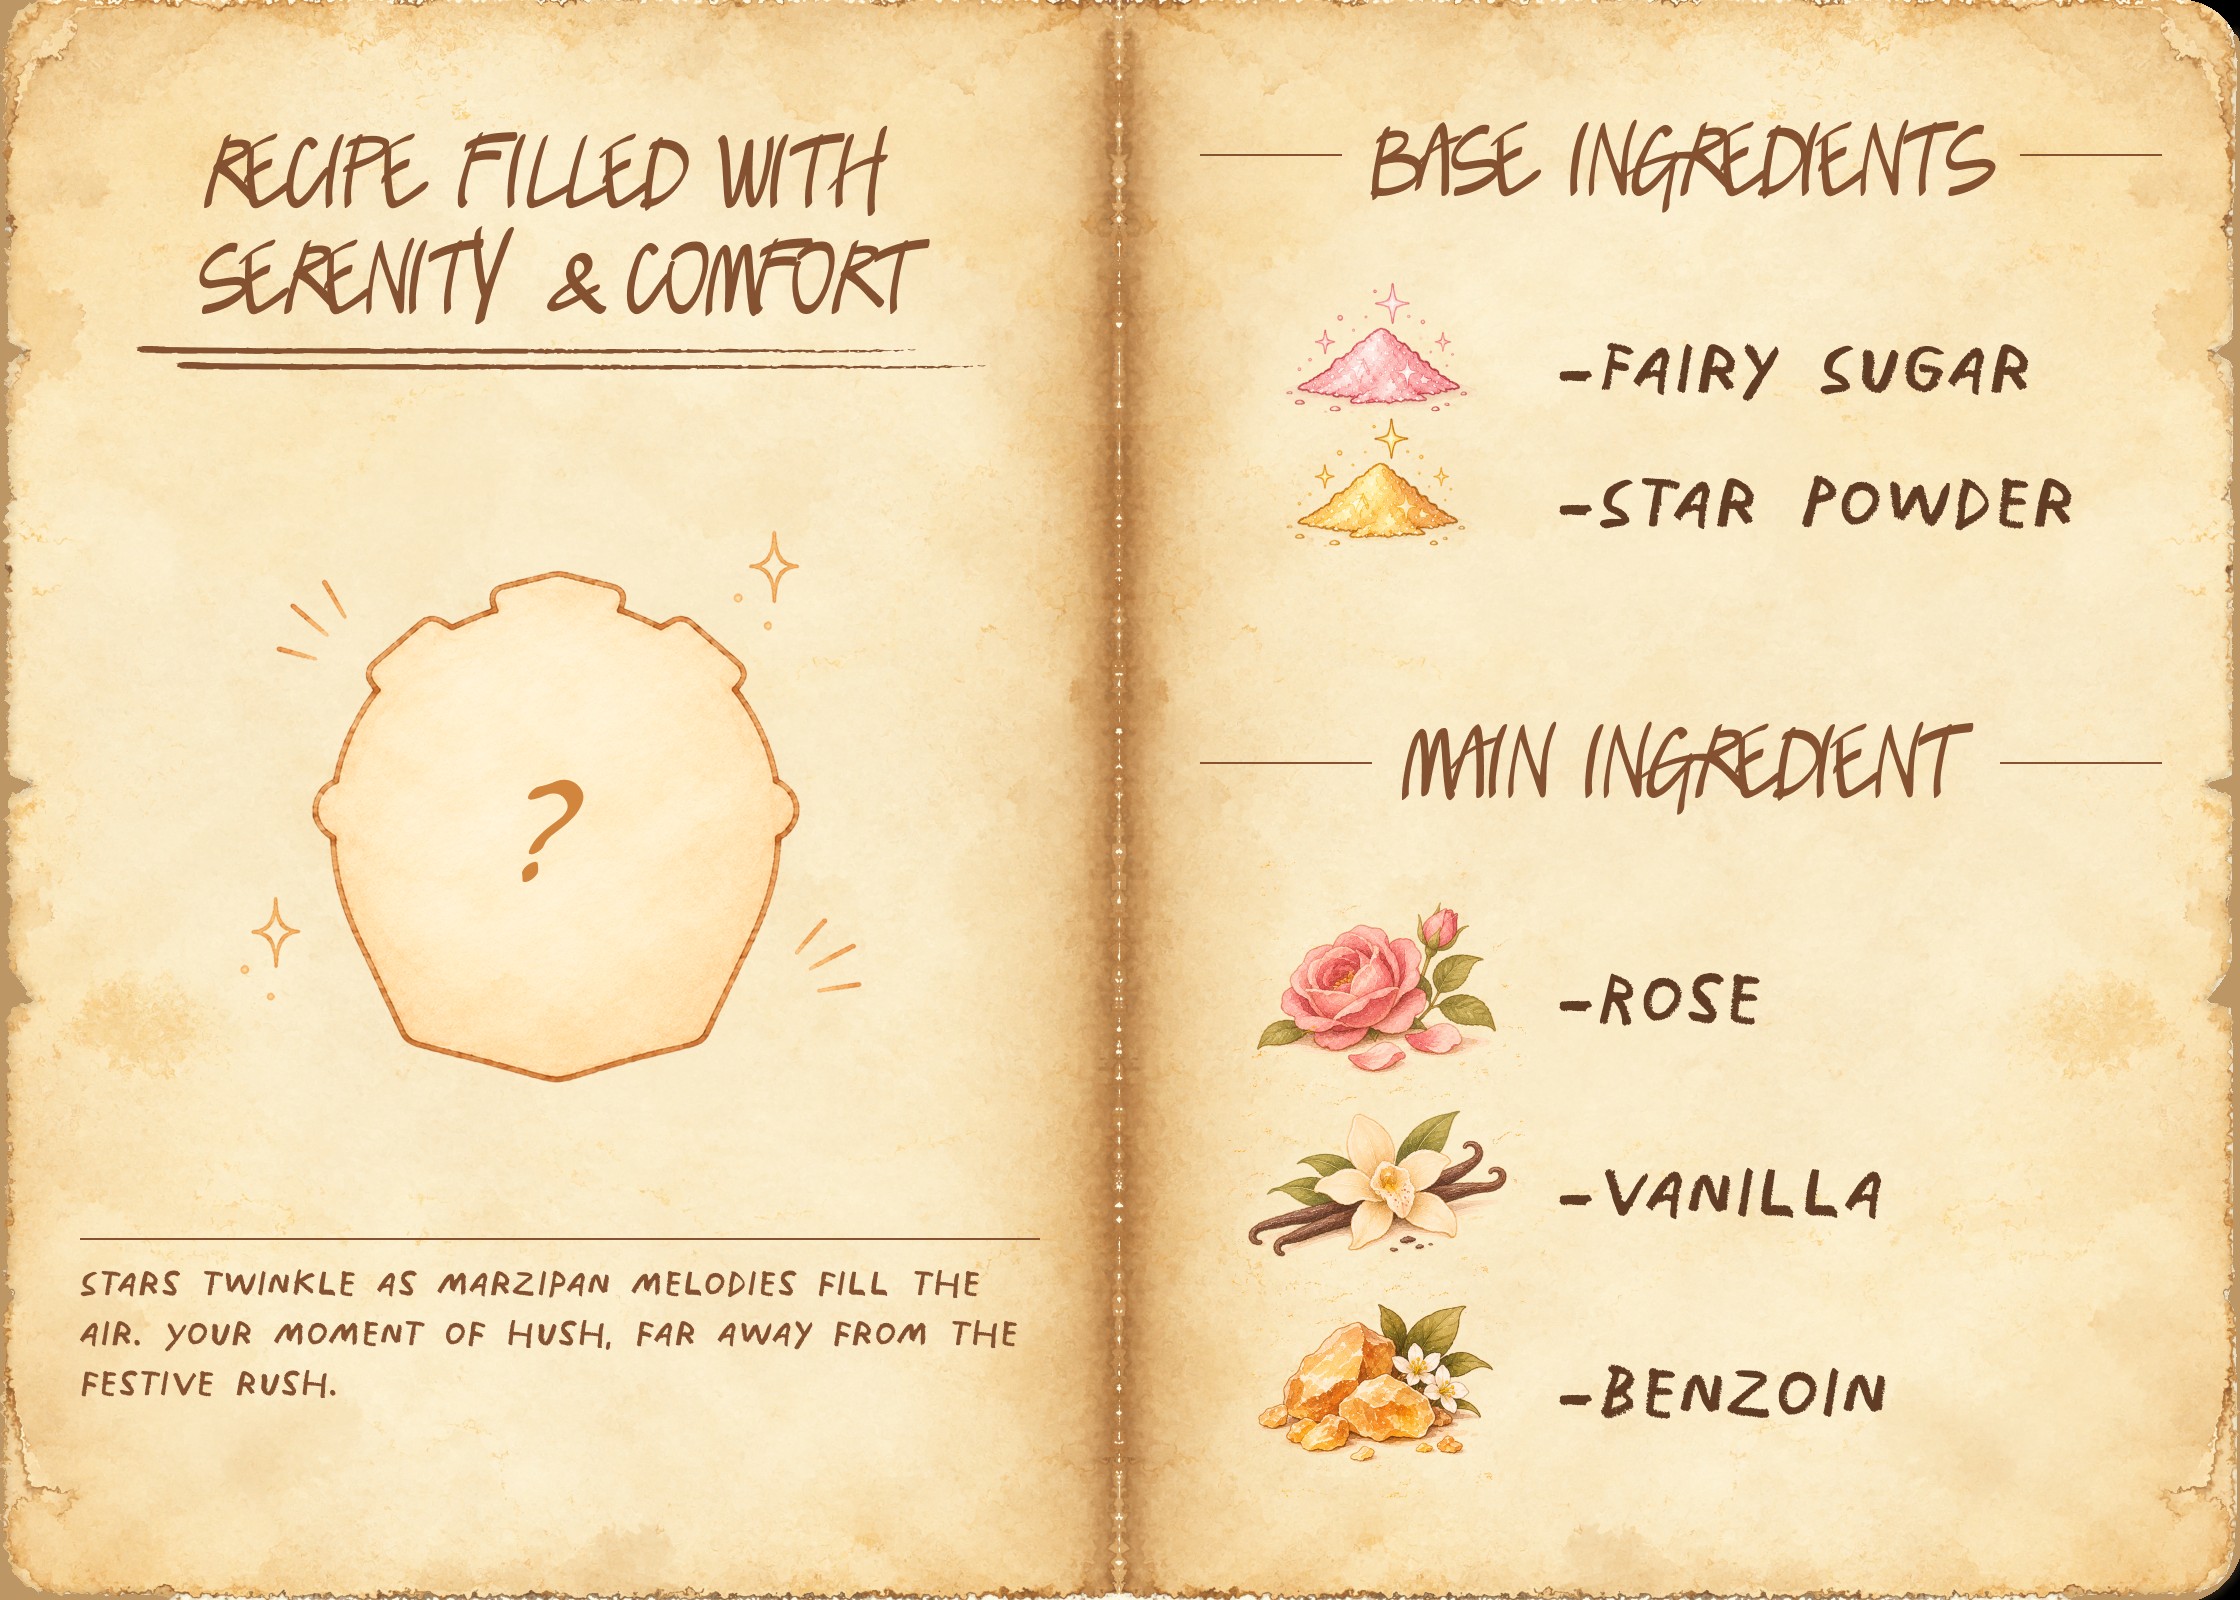 RECIPE FILLED WITH
SERENITY & COMFORT
?
STARS TWINKLE AS MARZIPAN MELODIES FILL THE
AIR. YOUR MOMENT OF HUSH, FAR AWAY FROM THE
FESTIVE RUSH.
BASE INGREDIENTS
-FAIRY SUGAR
-STAR POWDER
MAIN INGREDIENT
-ROSE
-VANILLA
-BENZOIN